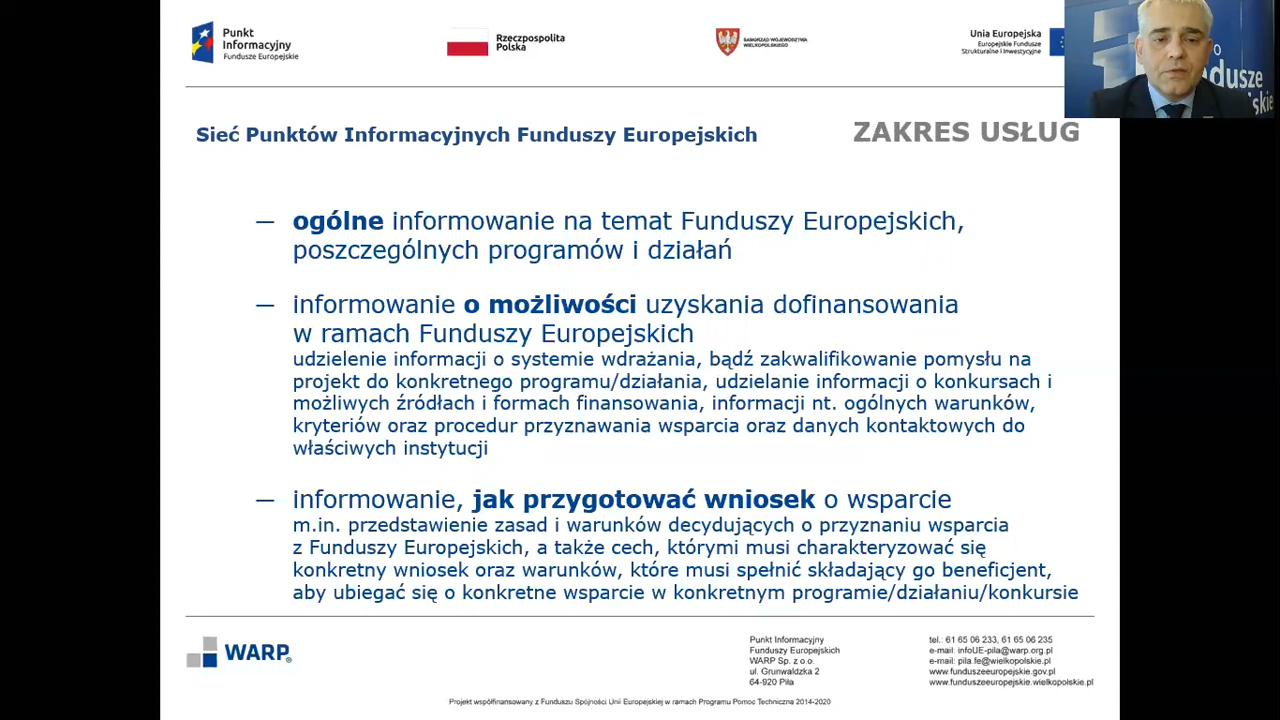 Punkt
Informacyjny
Fundusze Europejskie
Rzeczpospolita
Polska
SAMORZĄD WOJEWÓDZTWA
WIELKOPOLSKIEGO
Unia Europejska
Europejskie Fundusze
Strukturalne i Inwestycyjne
Sieć Punktów Informacyjnych Funduszy Europejskich
ZAKRES USŁUG
— ogólne informowanie na temat Funduszy Europejskich,
poszczególnych programów i działań
— informowanie o możliwości uzyskania dofinansowania
w ramach Funduszy Europejskich
udzielenie informacji o systemie wdrażania, bądź zakwalifikowanie pomysłu na
projekt do konkretnego programu/działania, udzielanie informacji o konkursach i
możliwych źródłach i formach finansowania, informacji nt. ogólnych warunków,
kryteriów oraz procedur przyznawania wsparcia oraz danych kontaktowych do
właściwych instytucji
— informowanie, jak przygotować wniosek o wsparcie
m.in. przedstawienie zasad i warunków decydujących o przyznaniu wsparcia
z Funduszy Europejskich, a także cech, którymi musi charakteryzować się
konkretny wniosek oraz warunków, które musi spełnić składający go beneficjent,
aby ubiegać się o konkretne wsparcie w konkretnym programie/działaniu/konkursie
WARP®
Punkt Informacyjny
Funduszy Europejskich
WARP Sp. z o.o.
ul. Grunwaldzka 2
64-920 Piła
tel.: 61 65 06 233, 61 65 06 235
e-mail: infoUE-pila@warp.org.pl
e-mail: pila.fe@wielkopolskie.pl
www.funduszeeuropejskie.gov.pl
www.funduszeeuropejskie.wielkopolskie.pl
Projekt współfinansowany z Funduszu Spójności Unii Europejskiej w ramach Programu Pomoc Techniczna 2014-2020